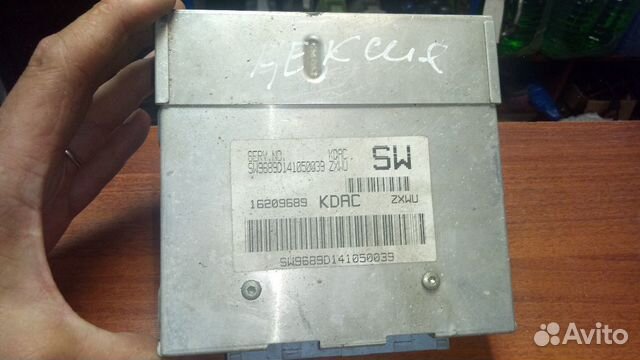 НЕКСИЯ
SERV.NO. KDAC SW
SW9689D141050039 ZXWU
16209689 KDAC ZXWU
SW9689D141050039
Avito